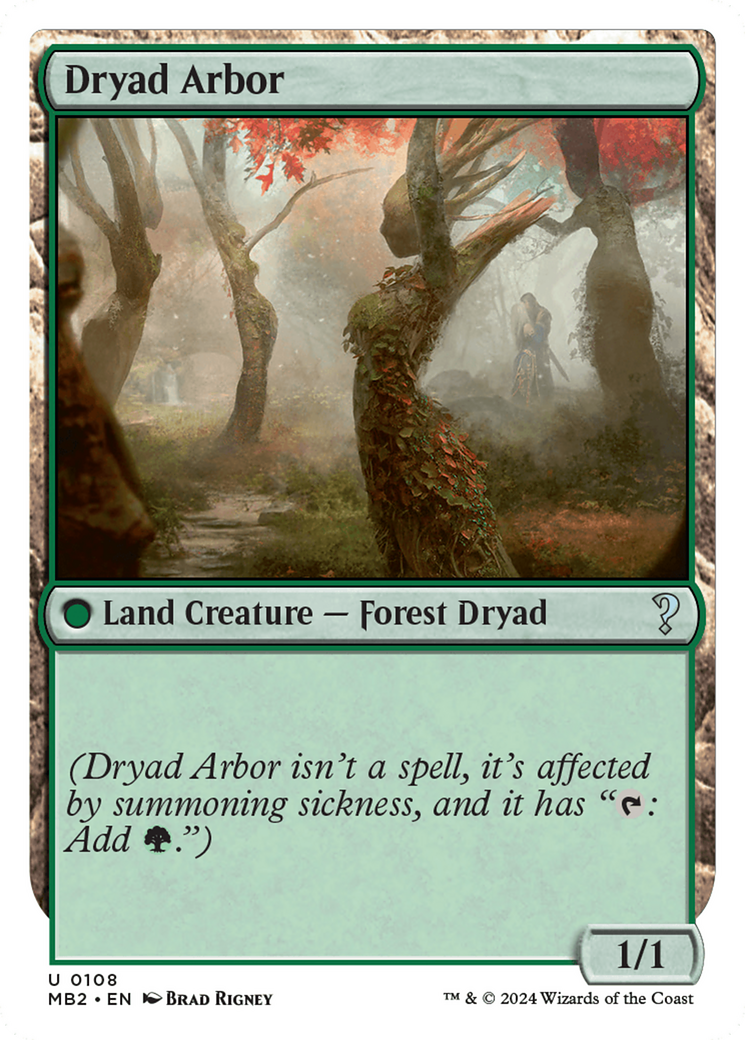 Dryad Arbor
Land Creature — Forest Dryad
(Dryad Arbor isn't a spell, it's affected
by summoning sickness, and it has “: 
Add .”)
1/1
U 0108
MB2 • EN Brad Rigney
™ & © 2024 Wizards of the Coast